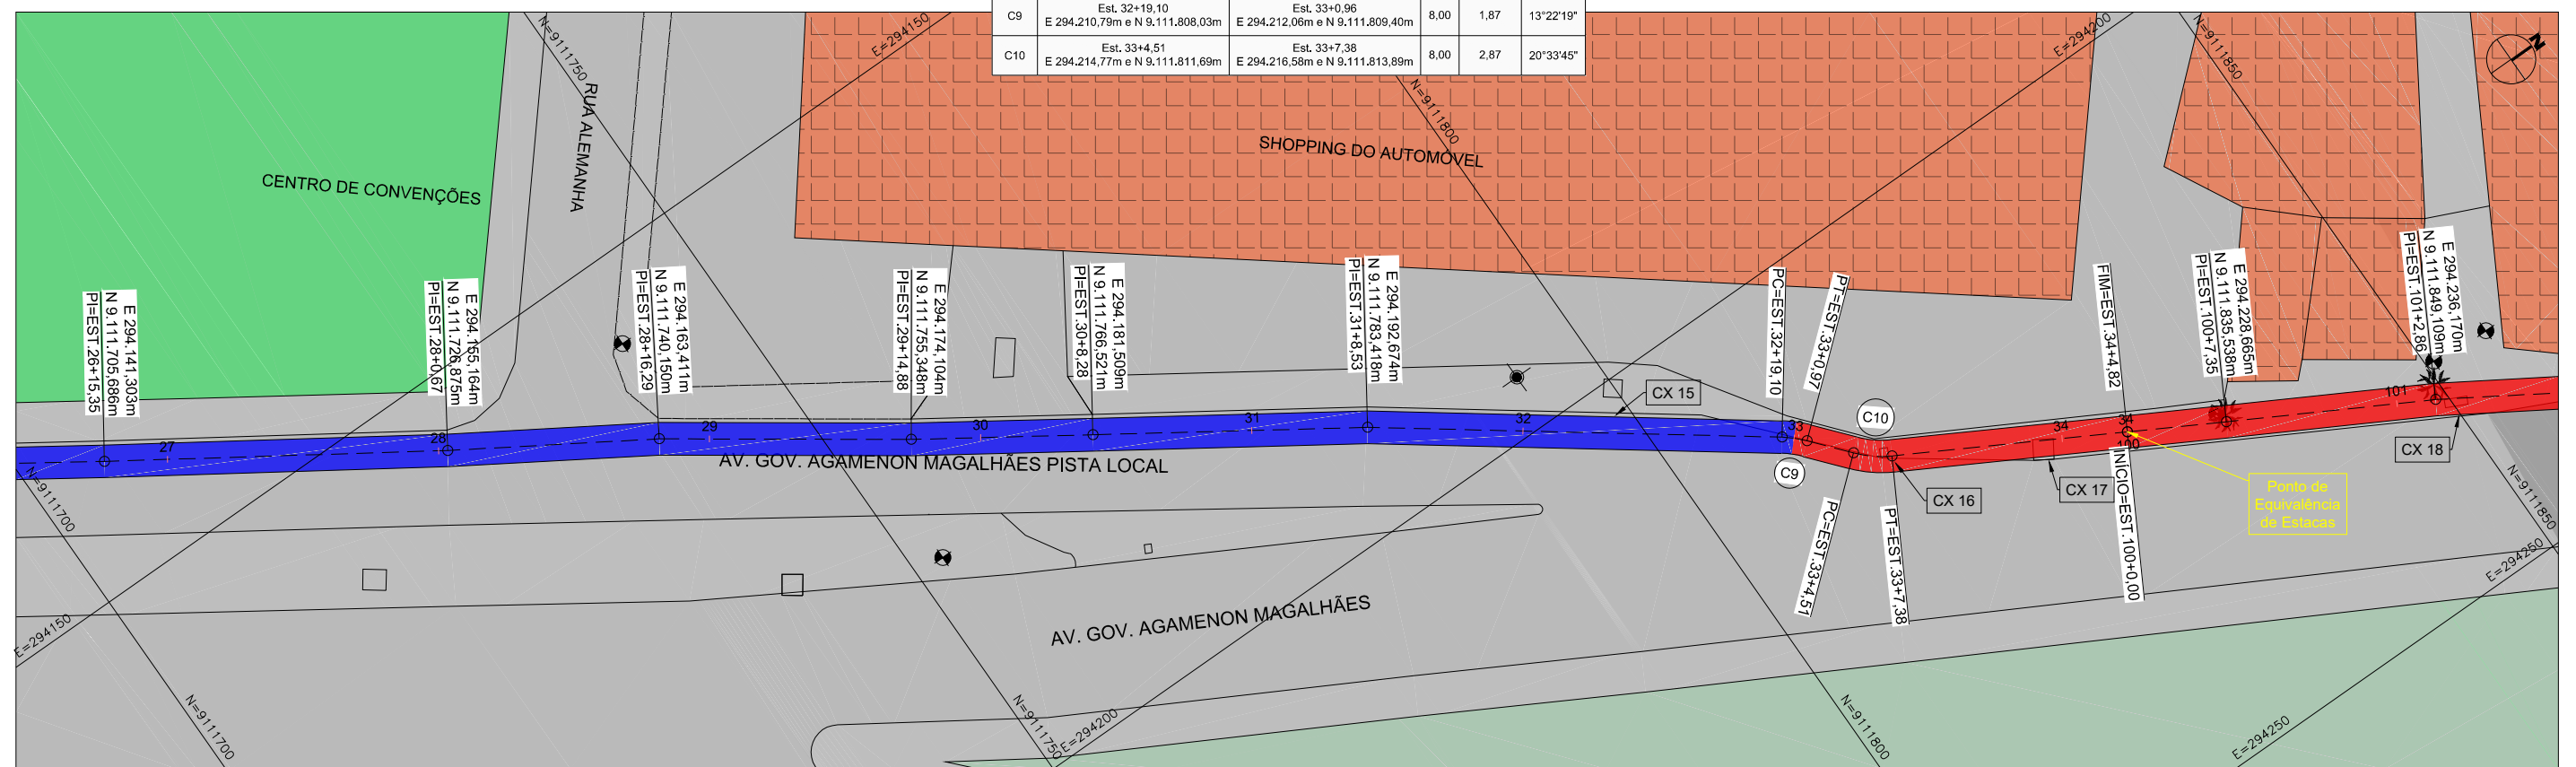 C9
Est. 32+19,10
E 294.210,79m e N 9.111.808,03m
Est. 33+0,96
E 294.212,06m e N 9.111.809,40m
8,00
1,87
13°22'19"
C10
Est. 33+4,51
E 294.214,77m e N 9.111.811,69m
Est. 33+7,38
E 294.216,58m e N 9.111.813,89m
8,00
2,87
20°33'45"
N=9111750
E=294150
E=294200
N=9111850
N
RUA ALEMANHA
N=9111800
SHOPPING DO AUTOMÓVEL
CENTRO DE CONVENÇÕES
PI=EST.26+15,35
N 9.111.705,686m
E 294.141,303m
PI=EST.28+0,67
N 9.111.726,875m
E 294.155,164m
PI=EST.28+16,29
N 9.111.740,150m
E 294.163,411m
PI=EST.29+14,88
N 9.111.755,348m
E 294.174,104m
PI=EST.30+8,28
N 9.111.766,521m
E 294.181,509m
PI=EST.31+8,53
N 9.111.783,418m
E 294.192,674m
PC=EST.32+19,10
PT=EST.33+0,97
FIM=EST.34+4,82
PI=EST.100+7,35
N 9.111.835,538m
E 294.228,665m
PI=EST.101+2,86
N 9.111.849,109m
E 294.236,170m
CX 15
C10
27
28
29
30
31
32
33
34
101
C9
AV. GOV. AGAMENON MAGALHÃES PISTA LOCAL
CX 16
CX 17
CX 18
Ponto de
Equivalência
de Estacas
PC=EST.33+4,51
PT=EST.33+7,38
INÍCIO=EST.100+0,00
N=9111700
N=9111850
E=294250
AV. GOV. AGAMENON MAGALHÃES
E=294150
N=9111700
N=9111750
E=294200
N=9111800
E=294250